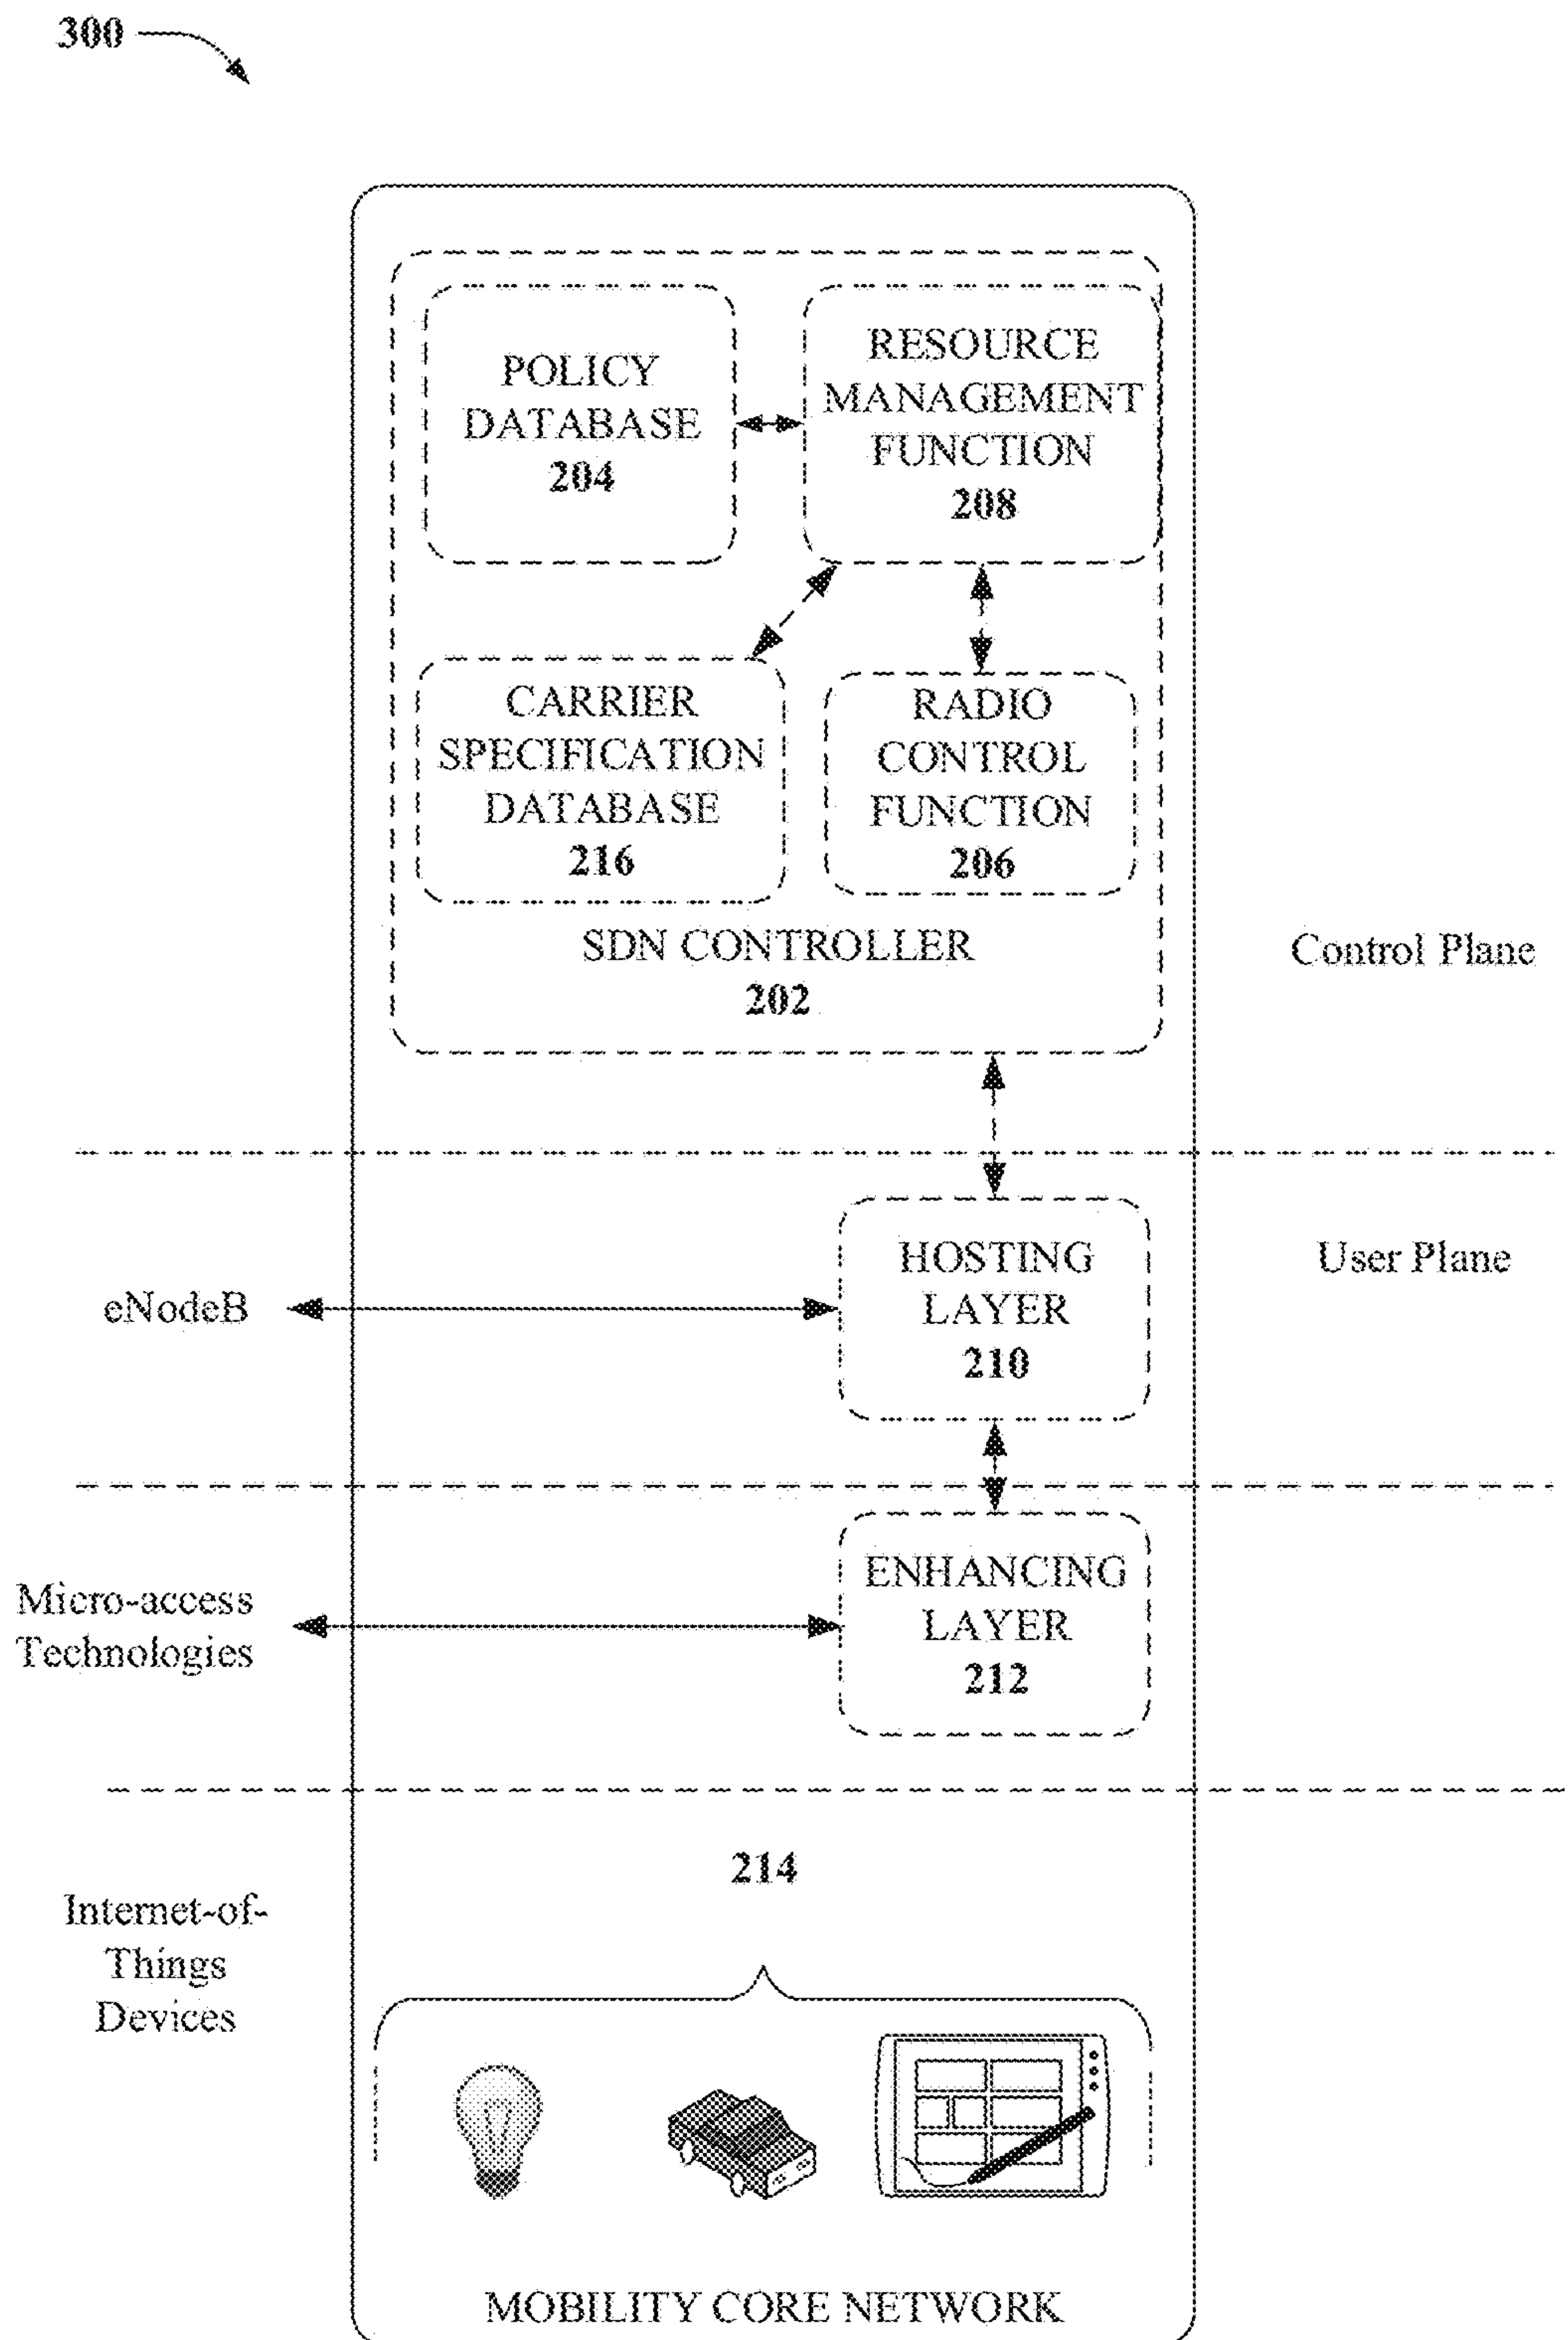 300
POLICY
DATABASE
204
RESOURCE
MANAGEMENT
FUNCTION
208
CARRIER
SPECIFICATION
DATABASE
216
RADIO
CONTROL
FUNCTION
206
SDN CONTROLLER
202
Control Plane
eNodeB
HOSTING
LAYER
210
User Plane
Micro-access
Technologies
ENHANCING
LAYER
212
214
Internet-of-
Things
Devices
MOBILITY CORE NETWORK